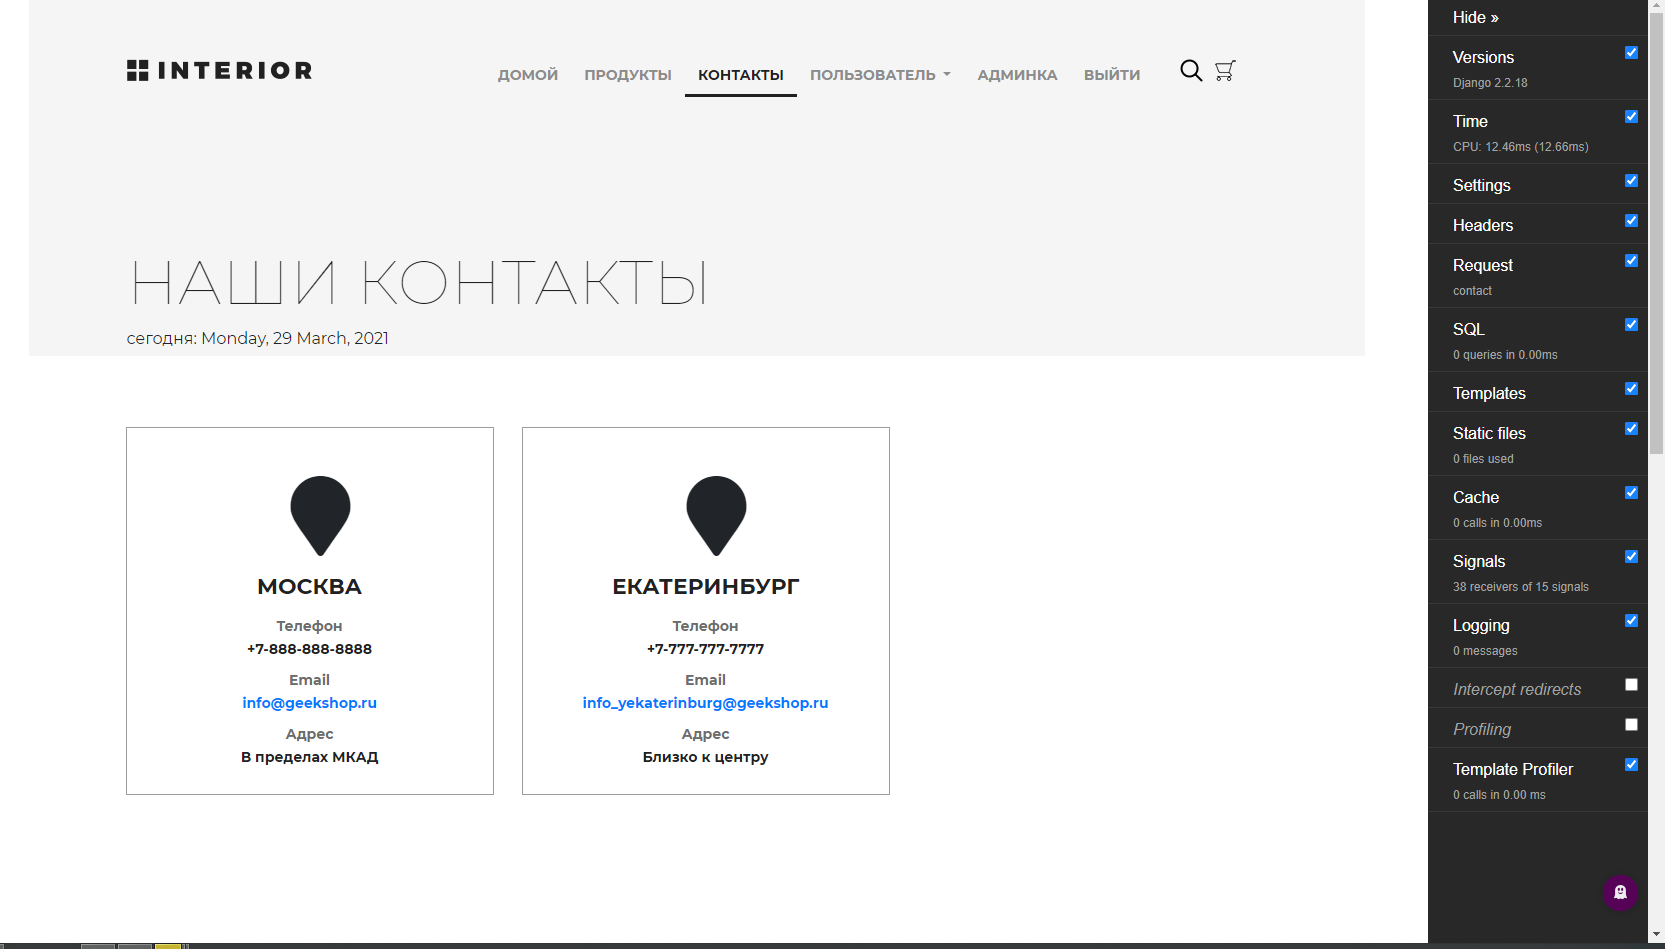 INTERIOR
ДОМОЙ ПРОДУКТЫ КОНТАКТЫ ПОЛЬЗОВАТЕЛЬ АДМИНКА ВЫЙТИ
НАШИ КОНТАКТЫ
сегодня: Monday, 29 March, 2021
МОСКВА
Телефон
+7-888-888-8888
Email
info@geekshop.ru
Адрес
В пределах МКАД
ЕКАТЕРИНБУРГ
Телефон
+7-777-777-7777
Email
info_yekaterinburg@geekshop.ru
Адрес
Близко к центру
Hide »
Versions
Django 2.2.18
Time
CPU: 12.46ms (12.66ms)
Settings
Headers
Request
contact
SQL
0 queries in 0.00ms
Templates
Static files
0 files used
Cache
0 calls in 0.00ms
Signals
38 receivers of 15 signals
Logging
0 messages
Intercept redirects
Profiling
Template Profiler
0 calls in 0.00 ms